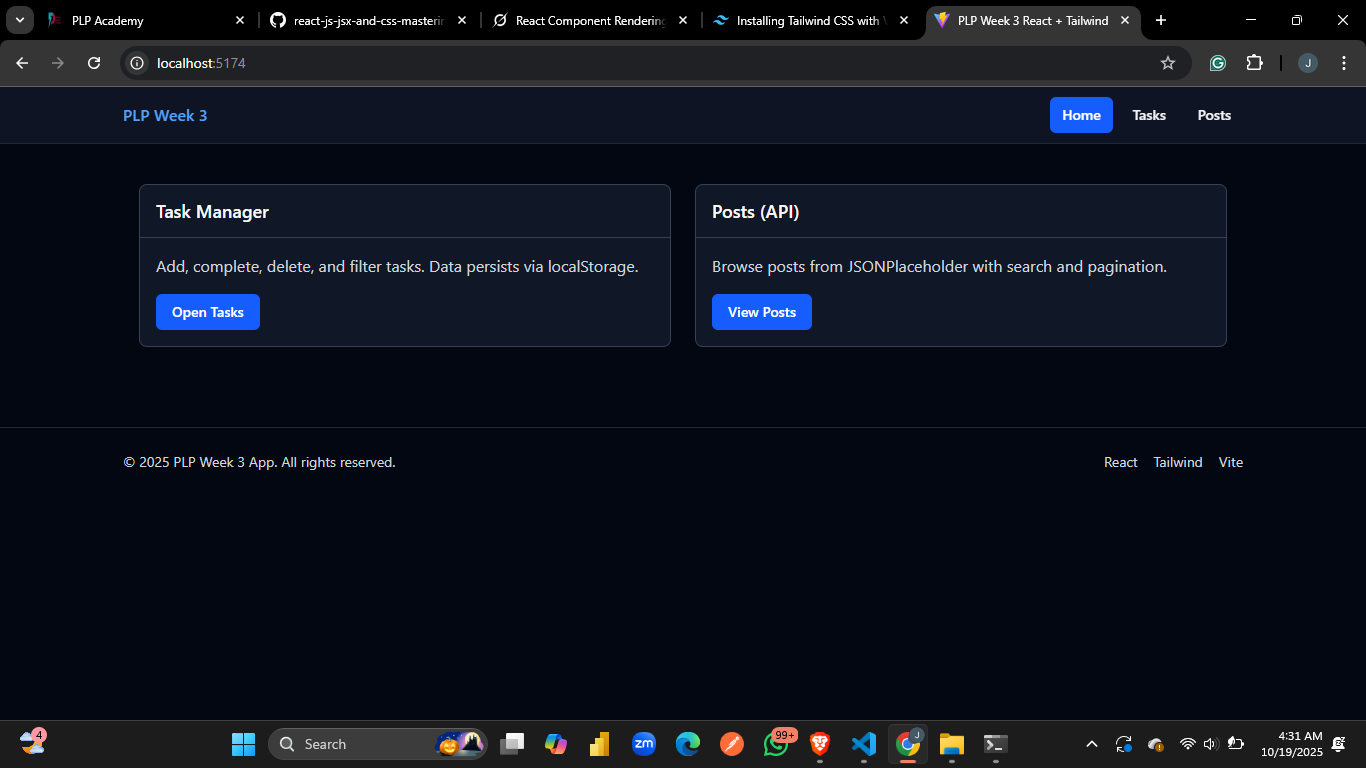 PLP Academy
react-js-jsx-and-css-masterin
React Component Rendering
Installing Tailwind CSS with
PLP Week 3 React + Tailwind
localhost:5174
J
PLP Week 3
Home
Tasks
Posts
Task Manager
Posts (API)
Add, complete, delete, and filter tasks. Data persists via localStorage.
Browse posts from JSONPlaceholder with search and pagination.
Open Tasks
View Posts
© 2025 PLP Week 3 App. All rights reserved.
React
Tailwind
Vite
4
Search
zm
99+
J
4:31 AM
10/19/2025